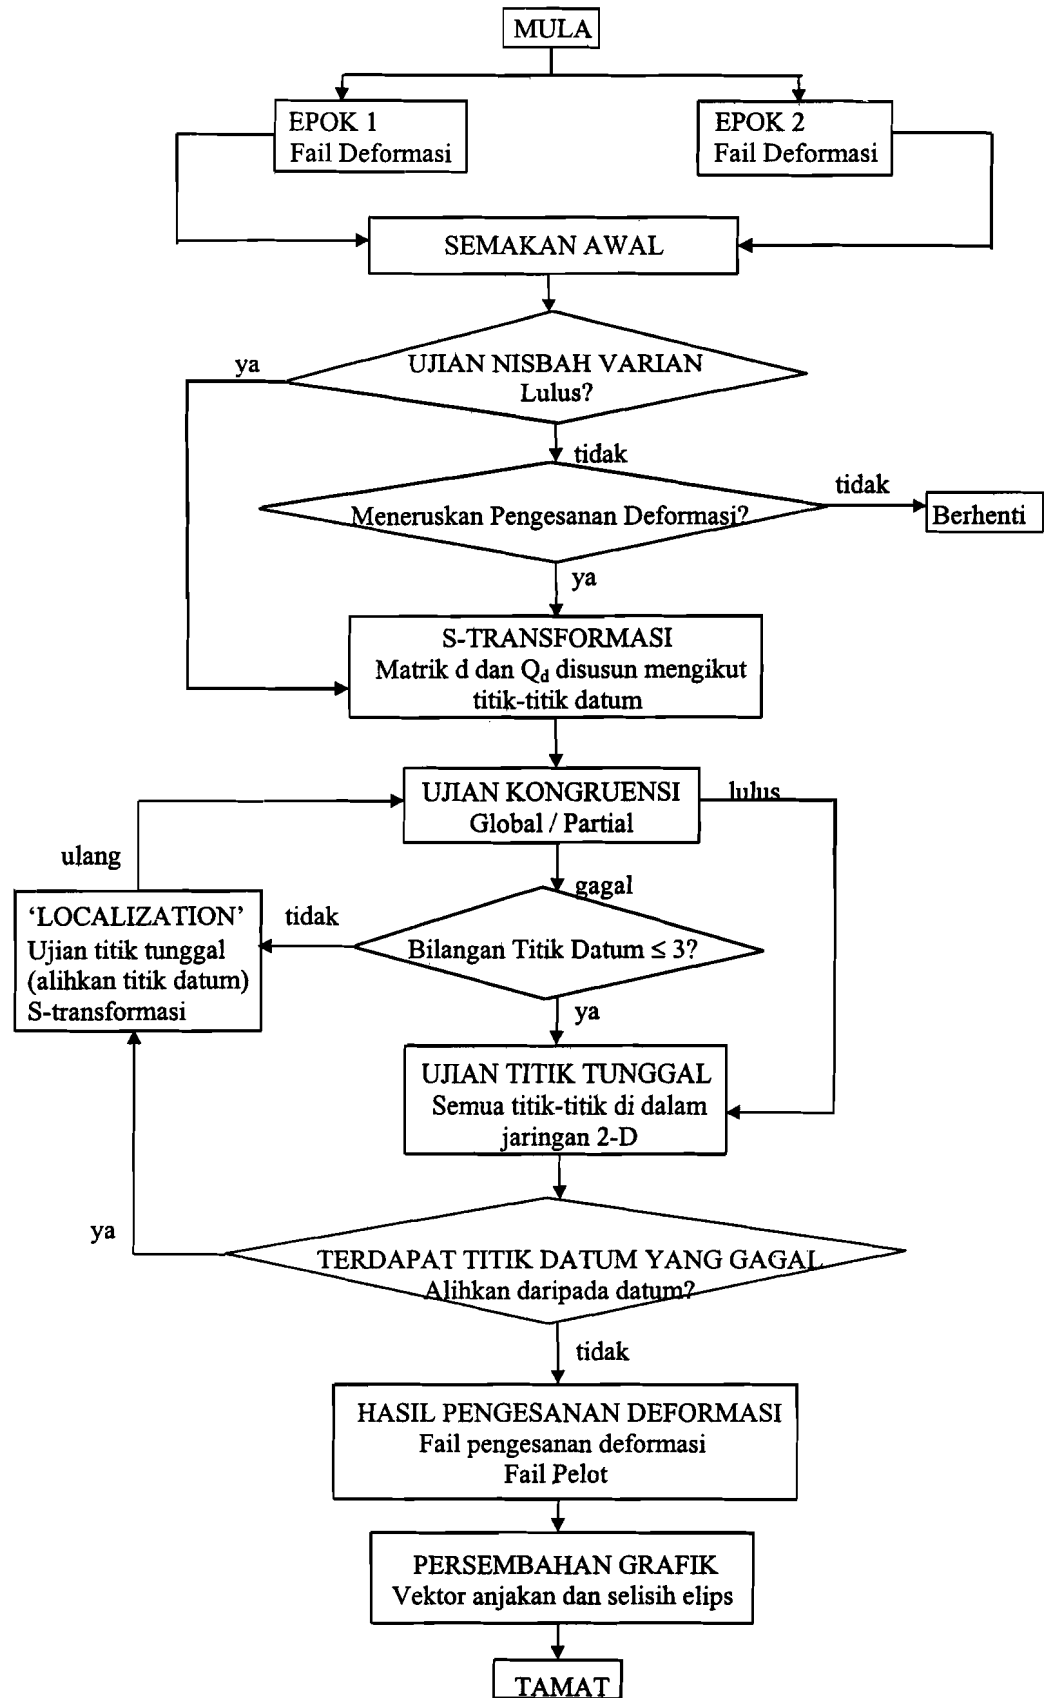 MULA
EPOK 1
Fail Deformasi
EPOK 2
Fail Deformasi
SEMAKAN AWAL
ya
UJIAN NISBAH VARIAN
Lulus?
tidak
Meneruskan Pengesanan Deformasi?
tidak
Berhenti
ya
S-TRANSFORMASI
Matrik d dan Qd disusun mengikut
titik-titik datum
UJIAN KONGRUENSI
Global / Partial
lulus
ulang
gagal
'LOCALIZATION'
Ujian titik tunggal
(alihkan titik datum)
S-transformasi
tidak
Bilangan Titik Datum ≤ 3?
ya
UJIAN TITIK TUNGGAL
Semua titik-titik di dalam
jaringan 2-D
ya
TERDAPAT TITIK DATUM YANG GAGAL
Alihkan daripada datum?
tidak
HASIL PENGESANAN DEFORMASI
Fail pengesanan deformasi
Fail Pelot
PERSEMBAHAN GRAFIK
Vektor anjakan dan selisih elips
TAMAT